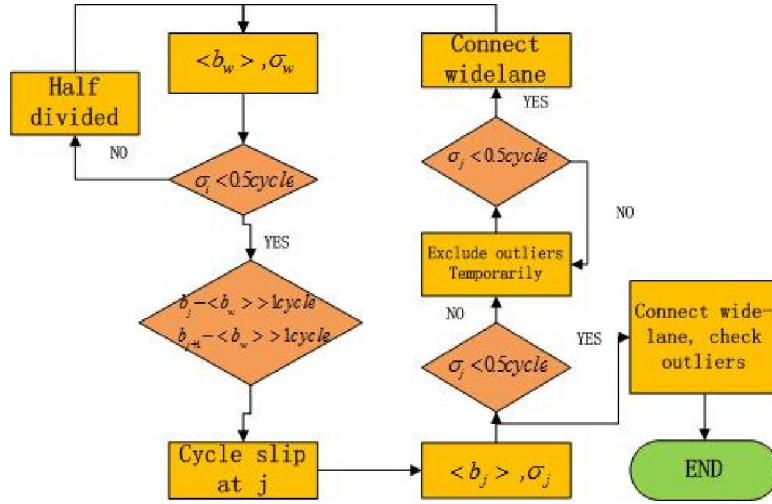 <b_w>, σ_w
Half
divided
NO
σ_i<0.5cycle
YES
b_j-<b_w>>1cycle
b_{j+1}-<b_w>>1cycle
Cycle slip
at j
<b_j>, σ_j
σ_j<0.5cycle
NO
YES
Exclude outliers
Temporarily
σ_j<0.5cycle
NO
YES
Connect
widelane
Connect wide-
lane, check
outliers
END